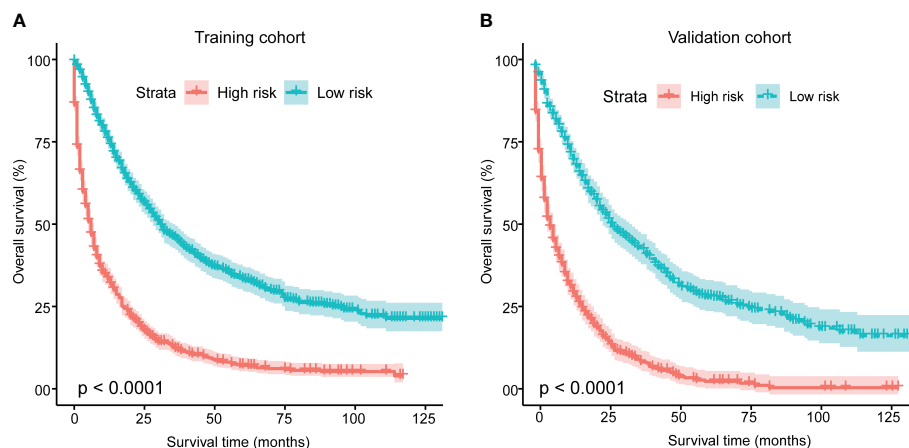 A
Training cohort
Strata High risk Low risk
Overall survival (%)
100
75
50
25
00
p < 0.0001
0 25 50 75 100 125
Survival time (months)
B
Validation cohort
Strata High risk Low risk
Overall survival (%)
100
75
50
25
00
p < 0.0001
0 25 50 75 100 125
Survival time (months)